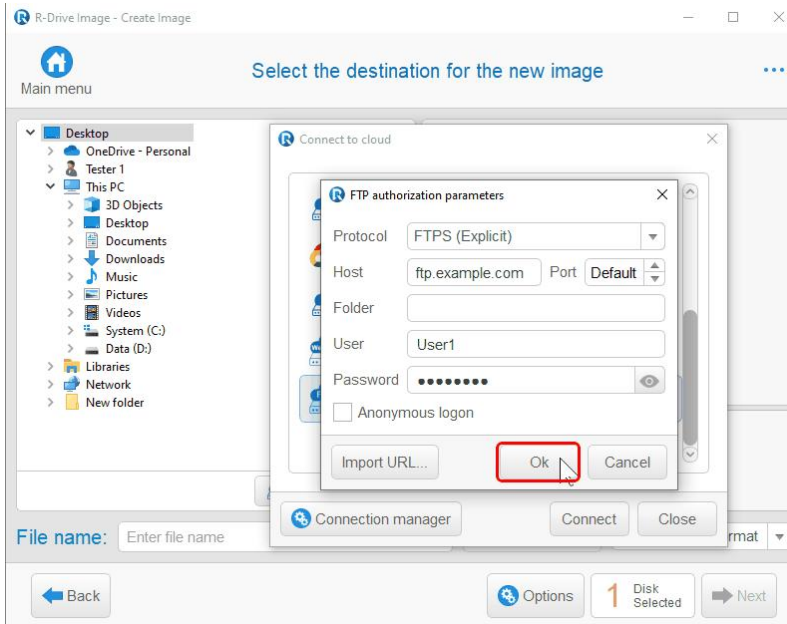 R-Drive Image - Create Image
Main menu
Select the destination for the new image
Desktop
OneDrive - Personal
Tester 1
This PC
3D Objects
Desktop
Documents
Downloads
Music
Pictures
Videos
System (C:)
Data (D:)
Libraries
Network
New folder
Connect to cloud
FTP authorization parameters
Protocol FTPS (Explicit)
Host ftp.example.com Port Default
Folder
User User1
Password ••••••••
Anonymous logon
Import URL... Ok Cancel
Connection manager Connect Close
File name: Enter file name
Back Options 1 Disk Selected Next